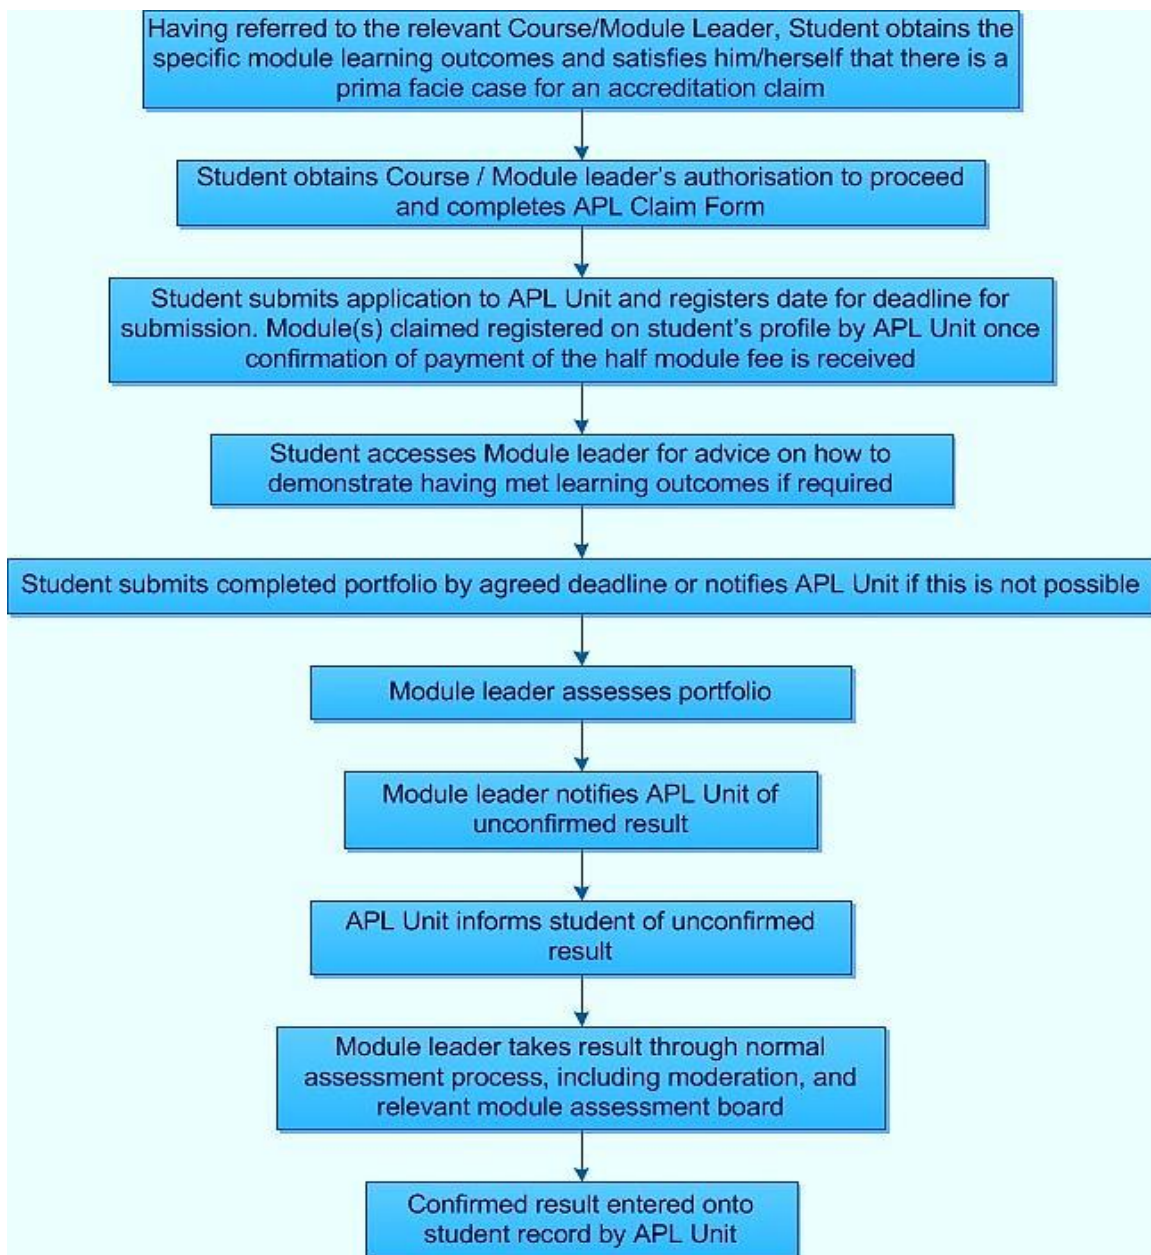 Having referred to the relevant Course/Module Leader, Student obtains the
specific module learning outcomes and satisfies him/herself that there is a
prima facie case for an accreditation claim
Student obtains Course / Module leader's authorisation to proceed
and completes APL Claim Form
Student submits application to APL Unit and registers date for deadline for
submission. Module(s) claimed registered on student's profile by APL Unit once
confirmation of payment of the half module fee is received
Student accesses Module leader for advice on how to
demonstrate having met learning outcomes if required
Student submits completed portfolio by agreed deadline or notifies APL Unit if this is not possible
Module leader assesses portfolio
Module leader notifies APL Unit of
unconfirmed result
APL Unit informs student of unconfirmed
result
Module leader takes result through normal
assessment process, including moderation, and
relevant module assessment board
Confirmed result entered onto
student record by APL Unit